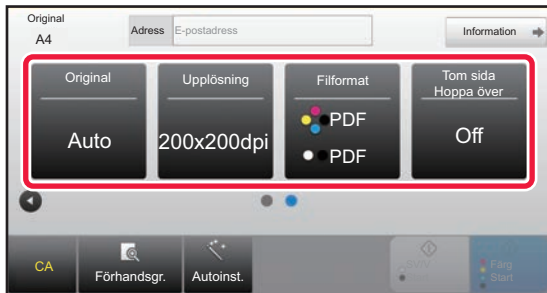 Original
A4
Adress
E-postadress
Information
Original
Auto
Upplösning
200x200dpi
Filformat
PDF
PDF
Tom sida
Hoppa över
Off
CA
Förhandsgr.
Autoinst.
Färg
Start